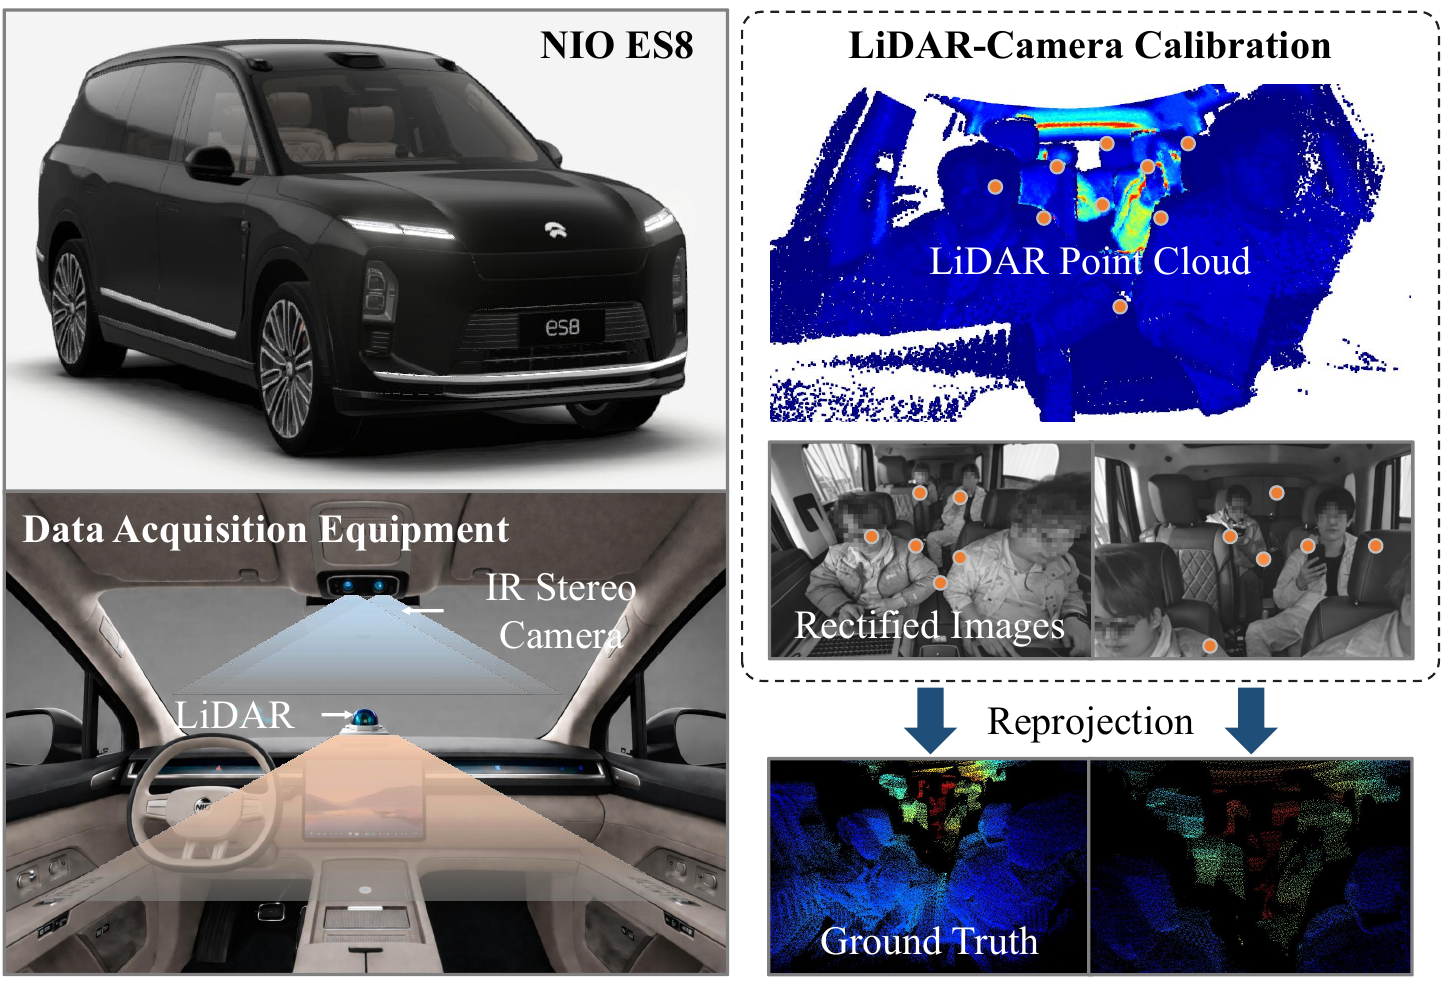 NIO ES8
es8
Data Acquisition Equipment
IR Stereo
Camera
LiDAR
NIO
LiDAR-Camera Calibration
LiDAR Point Cloud
Rectified Images
Reprojection
Ground Truth